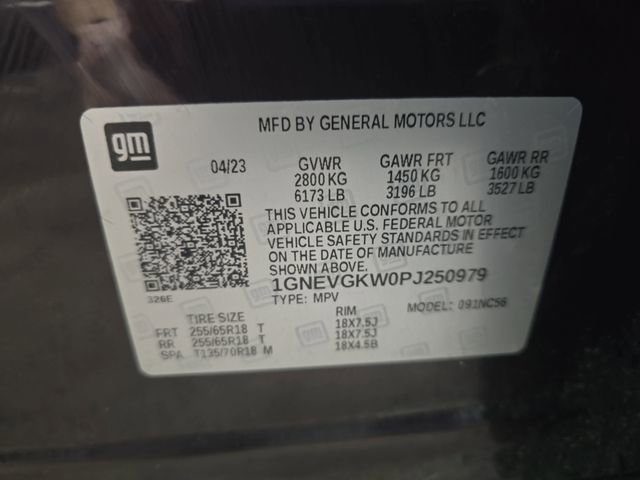 gm
MFD BY GENERAL MOTORS LLC
04/23 GVWR GAWR FRT GAWR RR
2800 KG 1450 KG 1600 KG
6173 LB 3196 LB 3527 LB
THIS VEHICLE CONFORMS TO ALL
APPLICABLE U.S. FEDERAL MOTOR
VEHICLE SAFETY STANDARDS IN EFFECT
ON THE DATE OF MANUFACTURE
SHOWN ABOVE.
1GNEVGKW0PJ250979
326E
TYPE: MPV MODEL: 091NC56
TIRE SIZE RIM
FRT 255/65R18 T 18X7.5J
RR 255/65R18 T 18X7.5J
SPA T135/70R18 M 18X4.5B